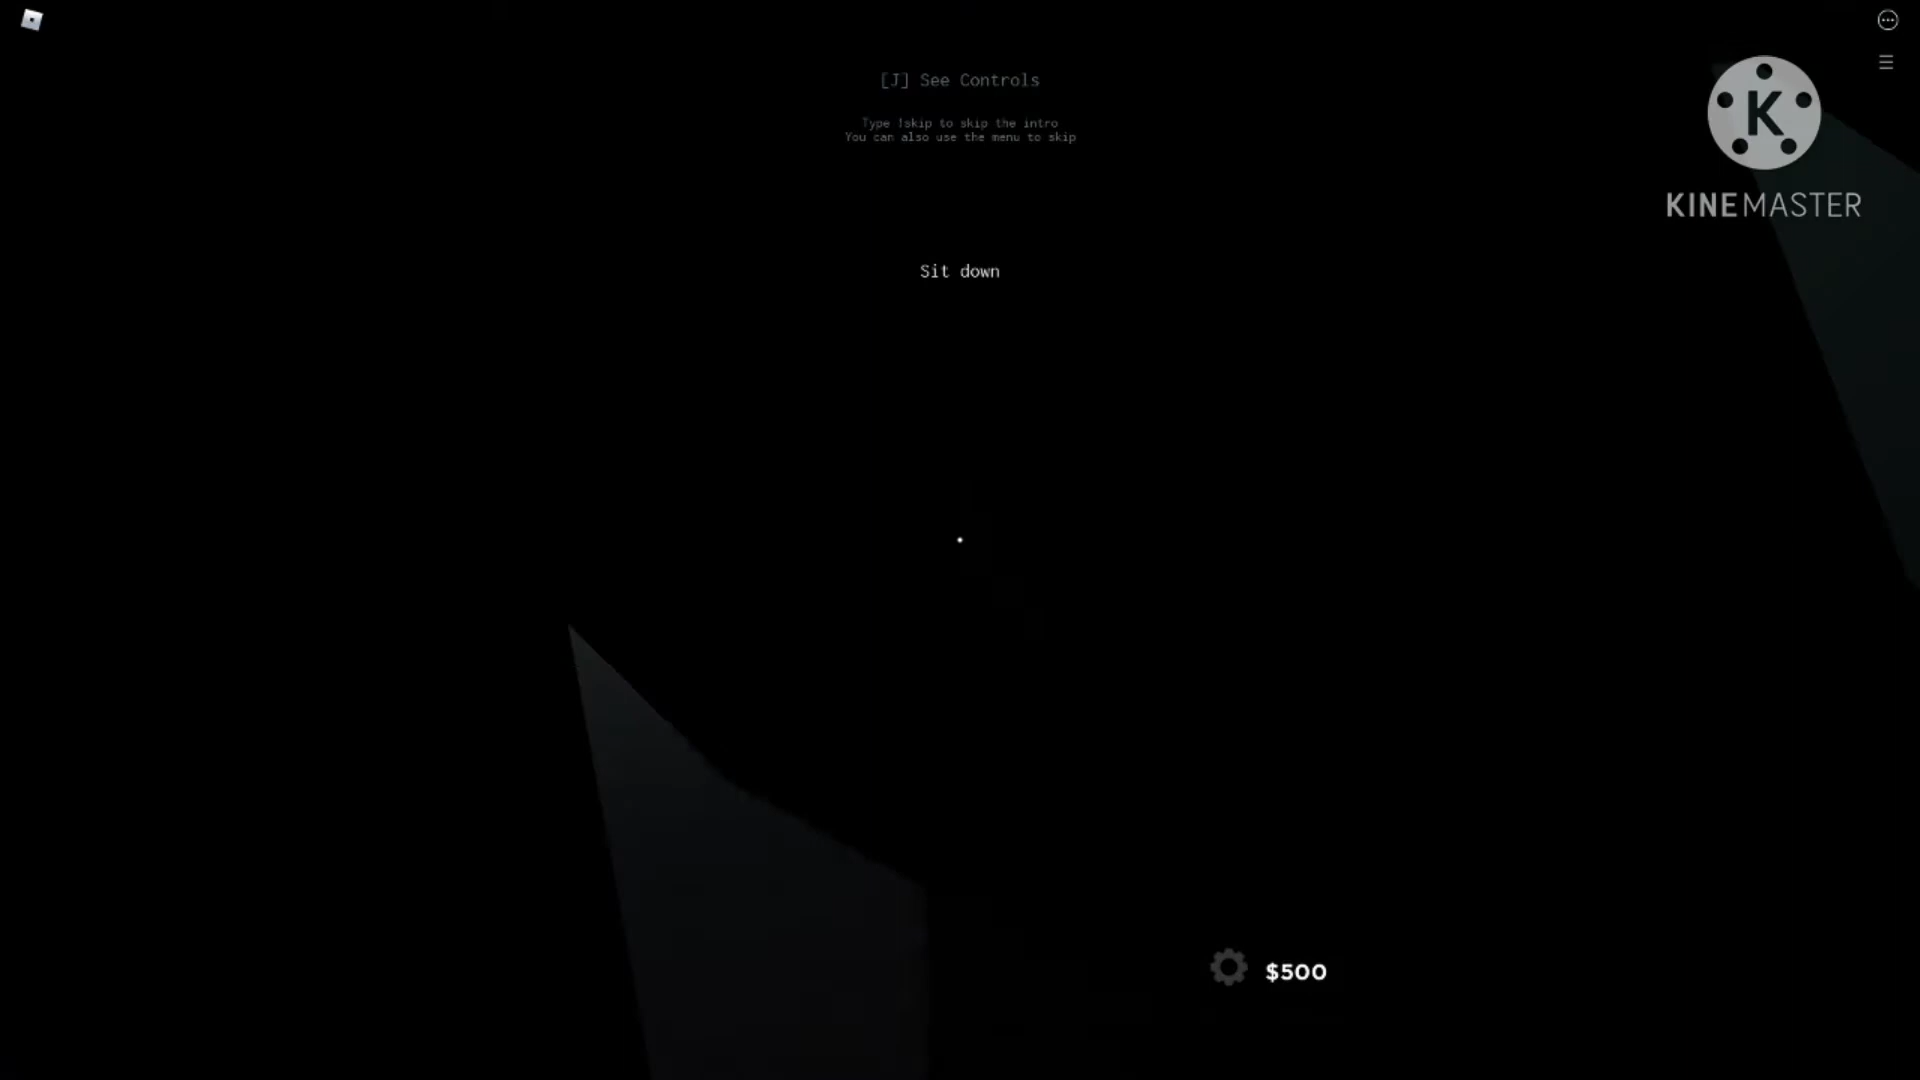 [J] See Controls
Type !skip to skip the intro
You can also use the menu to skip
K
KINEMASTER
Sit down
$500